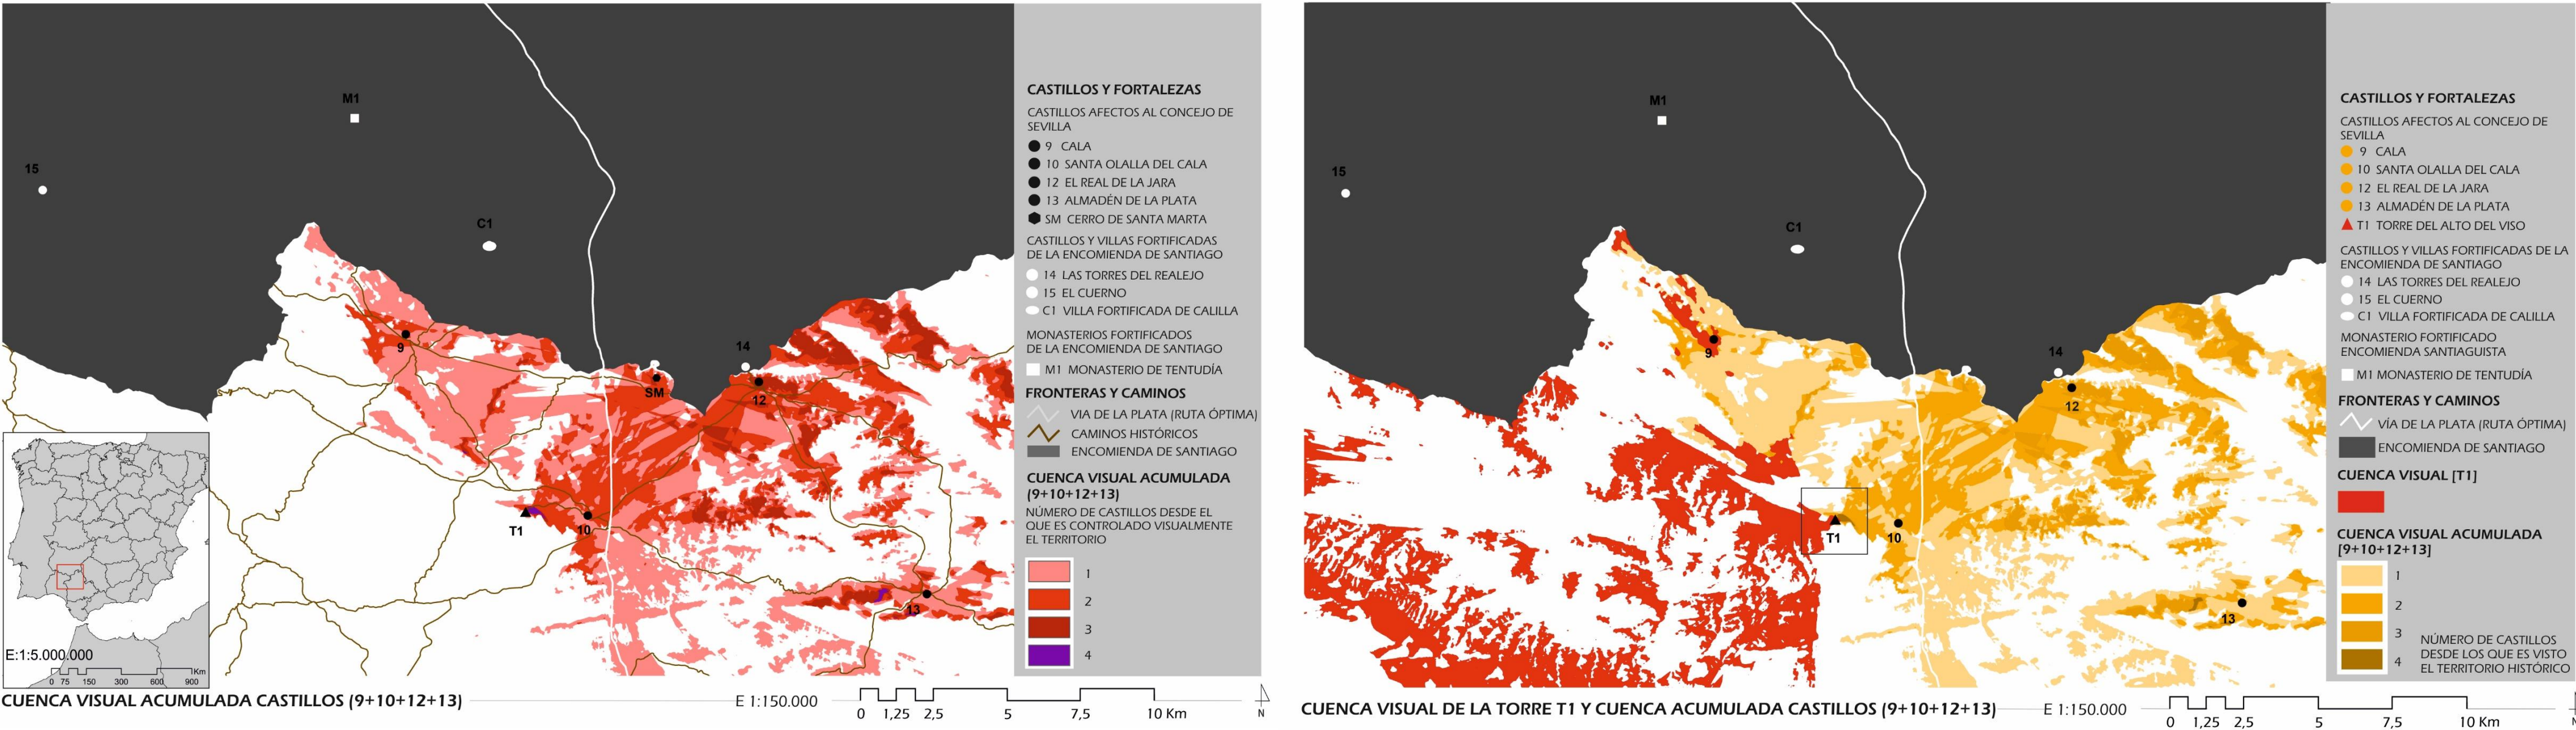 M1
15
C1
9
SM
14
12
T1
10
13
E:1:5.000.000
0 75 150 300 600 900 Km
CASTILLOS Y FORTALEZAS
CASTILLOS AFECTOS AL CONCEJO DE
SEVILLA
9 CALA
10 SANTA OLALLA DEL CALA
12 EL REAL DE LA JARA
13 ALMADÉN DE LA PLATA
SM CERRO DE SANTA MARTA
CASTILLOS Y VILLAS FORTIFICADAS
DE LA ENCOMIENDA DE SANTIAGO
14 LAS TORRES DEL REALEJO
15 EL CUERNO
C1 VILLA FORTIFICADA DE CALILLA
MONASTERIOS FORTIFICADOS
DE LA ENCOMIENDA DE SANTIAGO
M1 MONASTERIO DE TENTUDÍA
FRONTERAS Y CAMINOS
VIA DE LA PLATA (RUTA ÓPTIMA)
CAMINOS HISTÓRICOS
ENCOMIENDA DE SANTIAGO
CUENCA VISUAL ACUMULADA
(9+10+12+13)
NÚMERO DE CASTILLOS DESDE EL
QUE ES CONTROLADO VISUALMENTE
EL TERRITORIO
1
2
3
4
CUENCA VISUAL ACUMULADA CASTILLOS (9+10+12+13)
E 1:150.000
0 1,25 2,5 5 7,5 10 Km
N
M1
15
C1
9
14
12
T1
10
13
CASTILLOS Y FORTALEZAS
CASTILLOS AFECTOS AL CONCEJO DE
SEVILLA
9 CALA
10 SANTA OLALLA DEL CALA
12 EL REAL DE LA JARA
13 ALMADÉN DE LA PLATA
T1 TORRE DEL ALTO DEL VISO
CASTILLOS Y VILLAS FORTIFICADAS DE LA
ENCOMIENDA DE SANTIAGO
14 LAS TORRES DEL REALEJO
15 EL CUERNO
C1 VILLA FORTIFICADA DE CALILLA
MONASTERIO FORTIFICADO
ENCOMIENDA SANTIAGUISTA
M1 MONASTERIO DE TENTUDÍA
FRONTERAS Y CAMINOS
VÍA DE LA PLATA (RUTA ÓPTIMA)
ENCOMIENDA DE SANTIAGO
CUENCA VISUAL [T1]
CUENCA VISUAL ACUMULADA
[9+10+12+13]
1
2
3
4
NÚMERO DE CASTILLOS
DESDE LOS QUE ES VISTO
EL TERRITORIO HISTÓRICO
CUENCA VISUAL DE LA TORRE T1 Y CUENCA ACUMULADA CASTILLOS (9+10+12+13)
E 1:150.000
0 1,25 2,5 5 7,5 10 Km